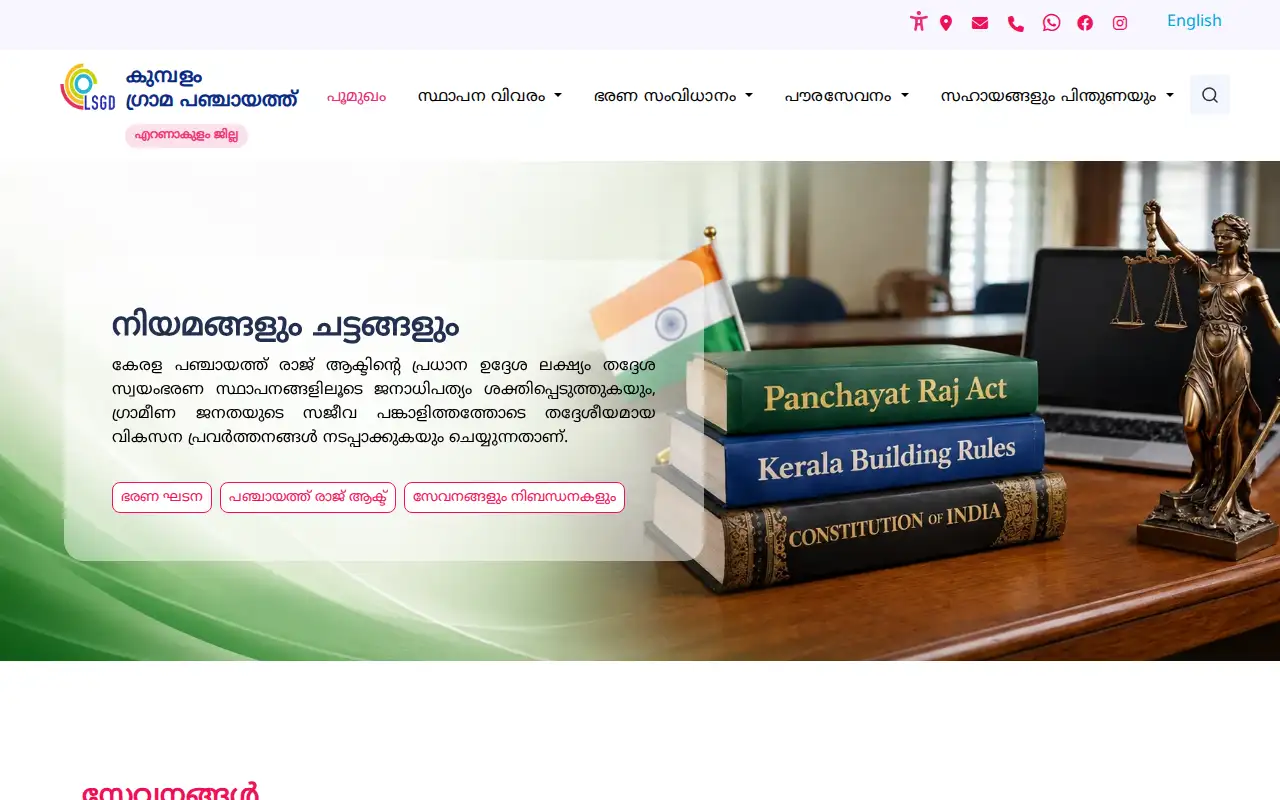 English
LSGD
കുമ്പളം
ഗ്രാമ പഞ്ചായത്ത്
എറണാകുളം ജില്ല
പൂമുഖം
സ്ഥാപന വിവരം
ഭരണ സംവിധാനം
പൗരസേവനം
സഹായങ്ങളും പിന്തുണയും
നിയമങ്ങളും ചട്ടങ്ങളും
കേരള പഞ്ചായത്ത് രാജ് ആക്ടിന്റെ പ്രധാന ഉദ്ദേശ ലക്ഷ്യം തദ്ദേശ
സ്വയംഭരണ സ്ഥാപനങ്ങളിലൂടെ ജനാധിപത്യം ശക്തിപ്പെടുത്തുകയും,
ഗ്രാമീണ ജനതയുടെ സജീവ പങ്കാളിത്തത്തോടെ തദ്ദേശീയമായ
വികസന പ്രവർത്തനങ്ങൾ നടപ്പാക്കുകയും ചെയ്യുന്നതാണ്.
ഭരണ ഘടന
പഞ്ചായത്ത് രാജ് ആക്ട്
സേവനങ്ങളും നിബന്ധനകളും
Panchayat Raj Act
Kerala Building Rules
CONSTITUTION OF INDIA
സേവനങ്ങൾ